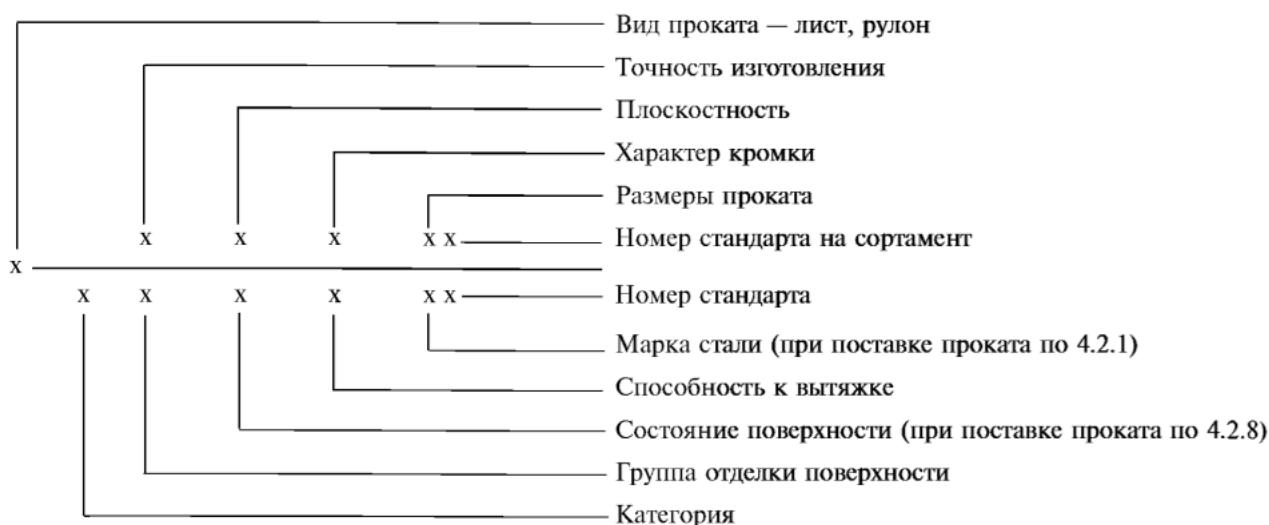 Вид проката — лист, рулон
Точность изготовления
Плоскостность
Характер кромки
Размеры проката
х х х х х Номер стандарта на сортамент
х
х х х х х х Номер стандарта
Марка стали (при поставке проката по 4.2.1)
Способность к вытяжке
Состояние поверхности (при поставке проката по 4.2.8)
Группа отделки поверхности
Категория